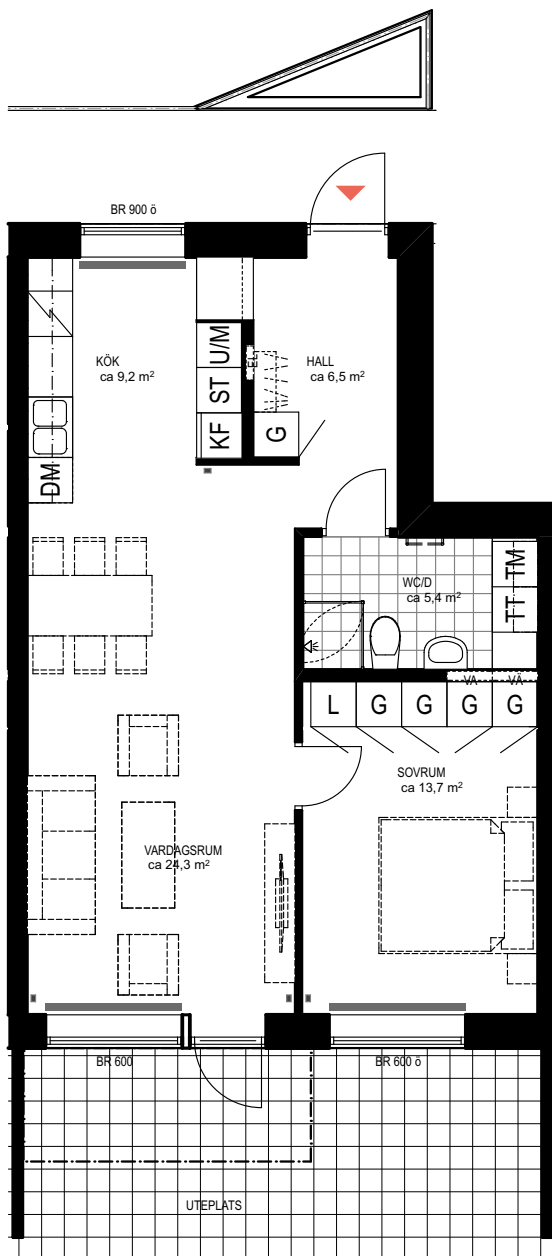 BR 900 ö
KÖK
ca 9,2 m²
U/M
ST
KF
EL
HALL
ca 6,5 m²
G
DM
WC/D
ca 5,4 m²
TM
TT
VA
VÄ
L
G
G
G
G
SOVRUM
ca 13,7 m²
VARDAGSRUM
ca 24,3 m²
BR 600
BR 600 ö
UTEPLATS